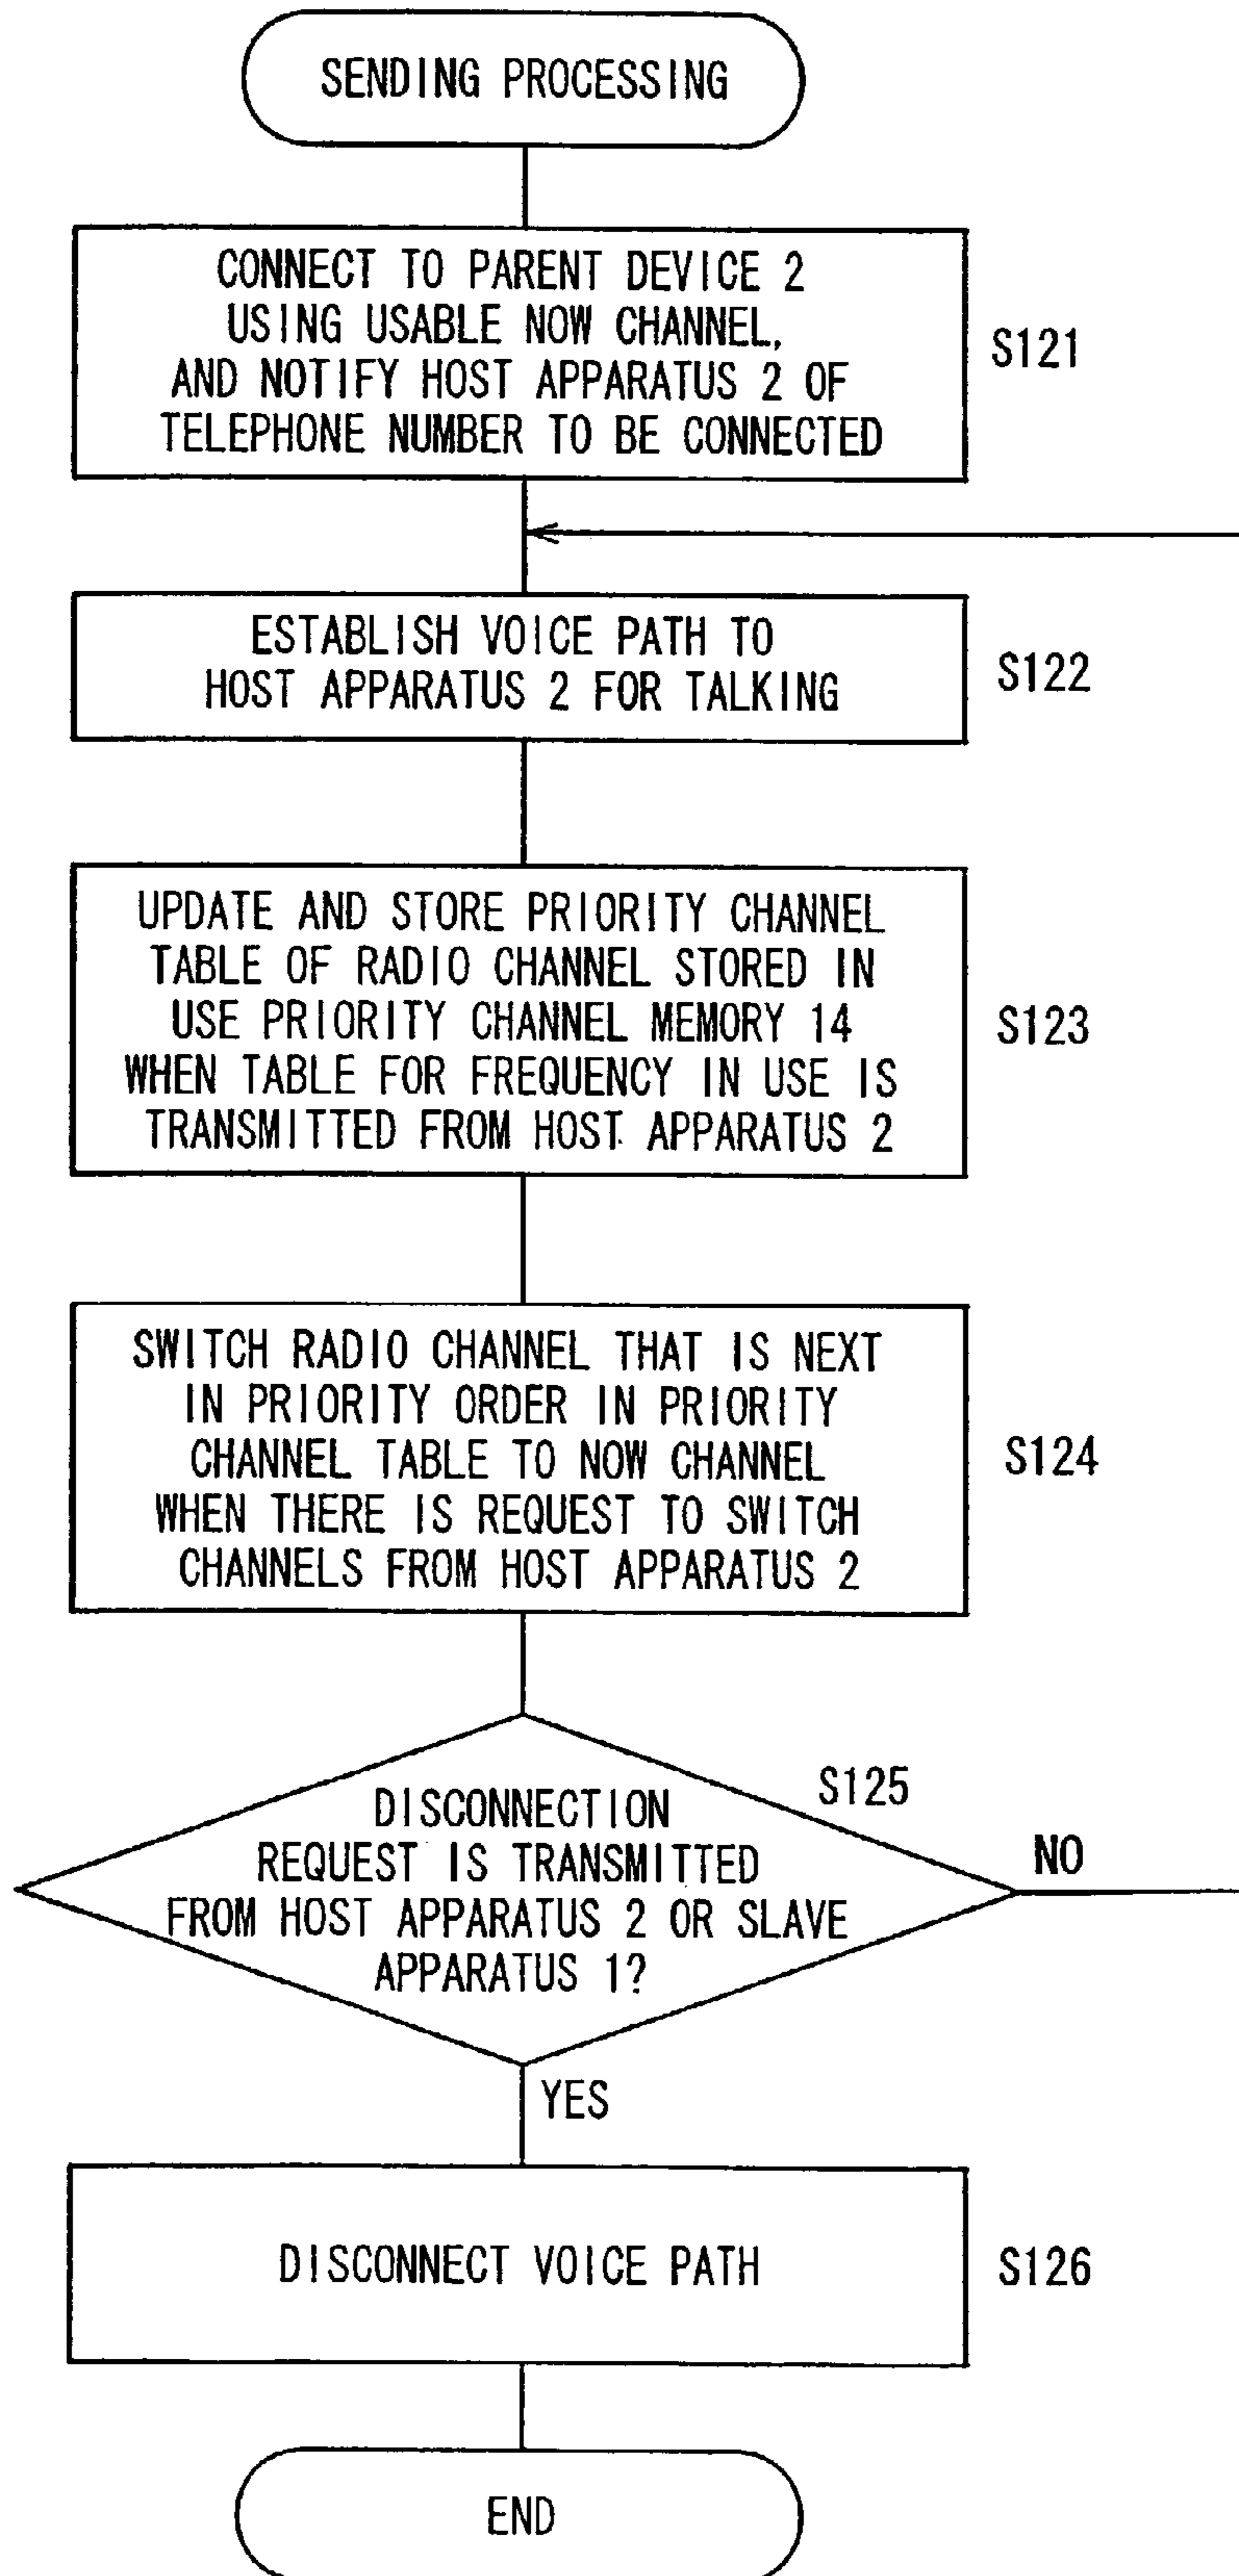 SENDING PROCESSING
CONNECT TO PARENT DEVICE 2
USING USABLE NOW CHANNEL,
AND NOTIFY HOST APPARATUS 2 OF
TELEPHONE NUMBER TO BE CONNECTED
S121
ESTABLISH VOICE PATH TO
HOST APPARATUS 2 FOR TALKING
S122
UPDATE AND STORE PRIORITY CHANNEL
TABLE OF RADIO CHANNEL STORED IN
USE PRIORITY CHANNEL MEMORY 14
WHEN TABLE FOR FREQUENCY IN USE IS
TRANSMITTED FROM HOST APPARATUS 2
S123
SWITCH RADIO CHANNEL THAT IS NEXT
IN PRIORITY ORDER IN PRIORITY
CHANNEL TABLE TO NOW CHANNEL
WHEN THERE IS REQUEST TO SWITCH
CHANNELS FROM HOST APPARATUS 2
S124
S125
DISCONNECTION
REQUEST IS TRANSMITTED
FROM HOST APPARATUS 2 OR SLAVE
APPARATUS 1?
NO
YES
DISCONNECT VOICE PATH
S126
END